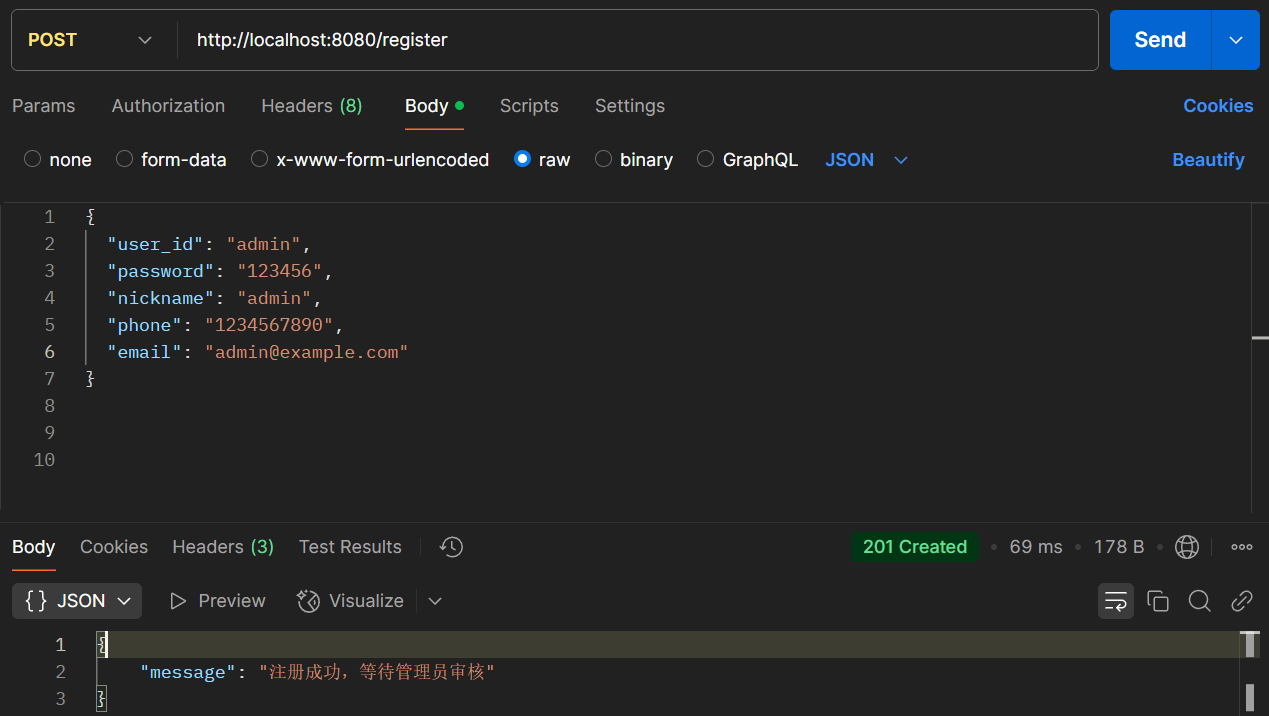 POST http://localhost:8080/register Send
Params Authorization Headers (8) Body Scripts Settings Cookies
none form-data x-www-form-urlencoded raw binary GraphQL JSON Beautify
1 {
2 "user_id": "admin",
3 "password": "123456",
4 "nickname": "admin",
5 "phone": "1234567890",
6 "email": "admin@example.com"
7 }
8
9
10
Body Cookies Headers (3) Test Results 201 Created 69 ms 178 B
{} JSON Preview Visualize
1 {
2 "message": "注册成功，等待管理员审核"
3 }